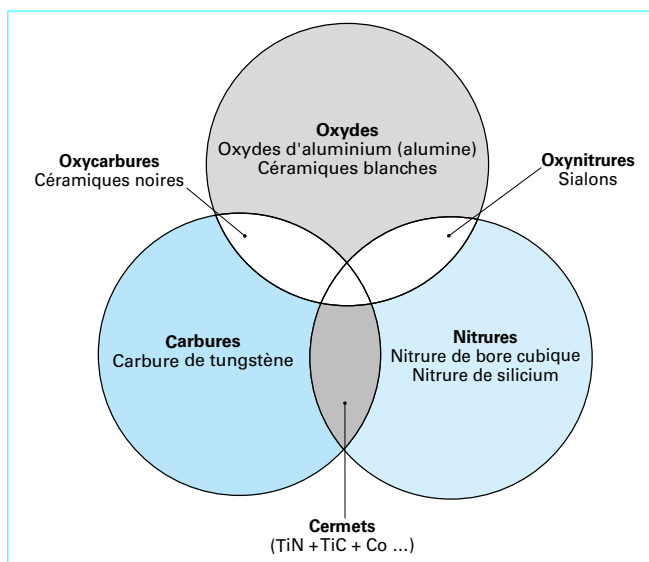 Oxydes
Oxydes d'aluminium (alumine)
Céramiques blanches
Oxycarbures
Céramiques noires
Oxynitrures
Sialons
Carbures
Carbure de tungstène
Nitrures
Nitrure de bore cubique
Nitrure de silicium
Cermets
(TiN +TiC + Co ...)